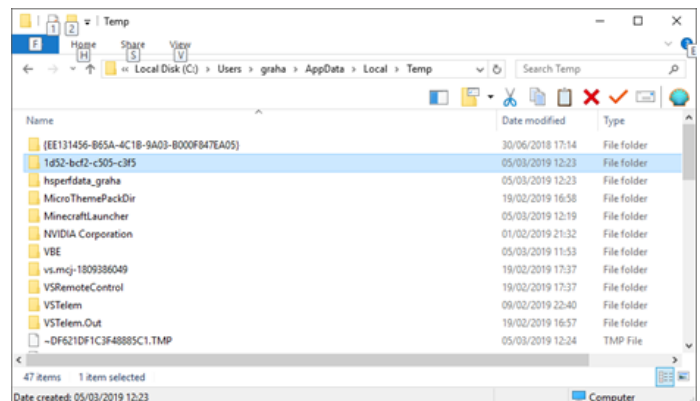 1 2 Temp
F Home Share View
H S V E
« Local Disk (C:) > Users > graha > AppData > Local > Temp Search Temp
Name Date modified Type
{EE131456-B65A-4C1B-9A03-B000F847EA05} 30/06/2018 17:14 File folder
1d52-bcf2-c505-c3f5 05/03/2019 12:23 File folder
hsperfdata_graha 05/03/2019 12:23 File folder
MicroThemePackDir 19/02/2019 16:58 File folder
MinecraftLauncher 05/03/2019 12:19 File folder
NVIDIA Corporation 01/02/2019 21:32 File folder
VBE 05/03/2019 11:53 File folder
vs.mcj-1809386049 19/02/2019 17:37 File folder
VSRemoteControl 19/02/2019 17:37 File folder
VSTelem 09/02/2019 22:40 File folder
VSTelem.Out 19/02/2019 16:57 File folder
~DF621DF1C3F48885C1.TMP 05/03/2019 12:24 TMP File
47 items 1 item selected
Date created: 05/03/2019 12:23 Computer